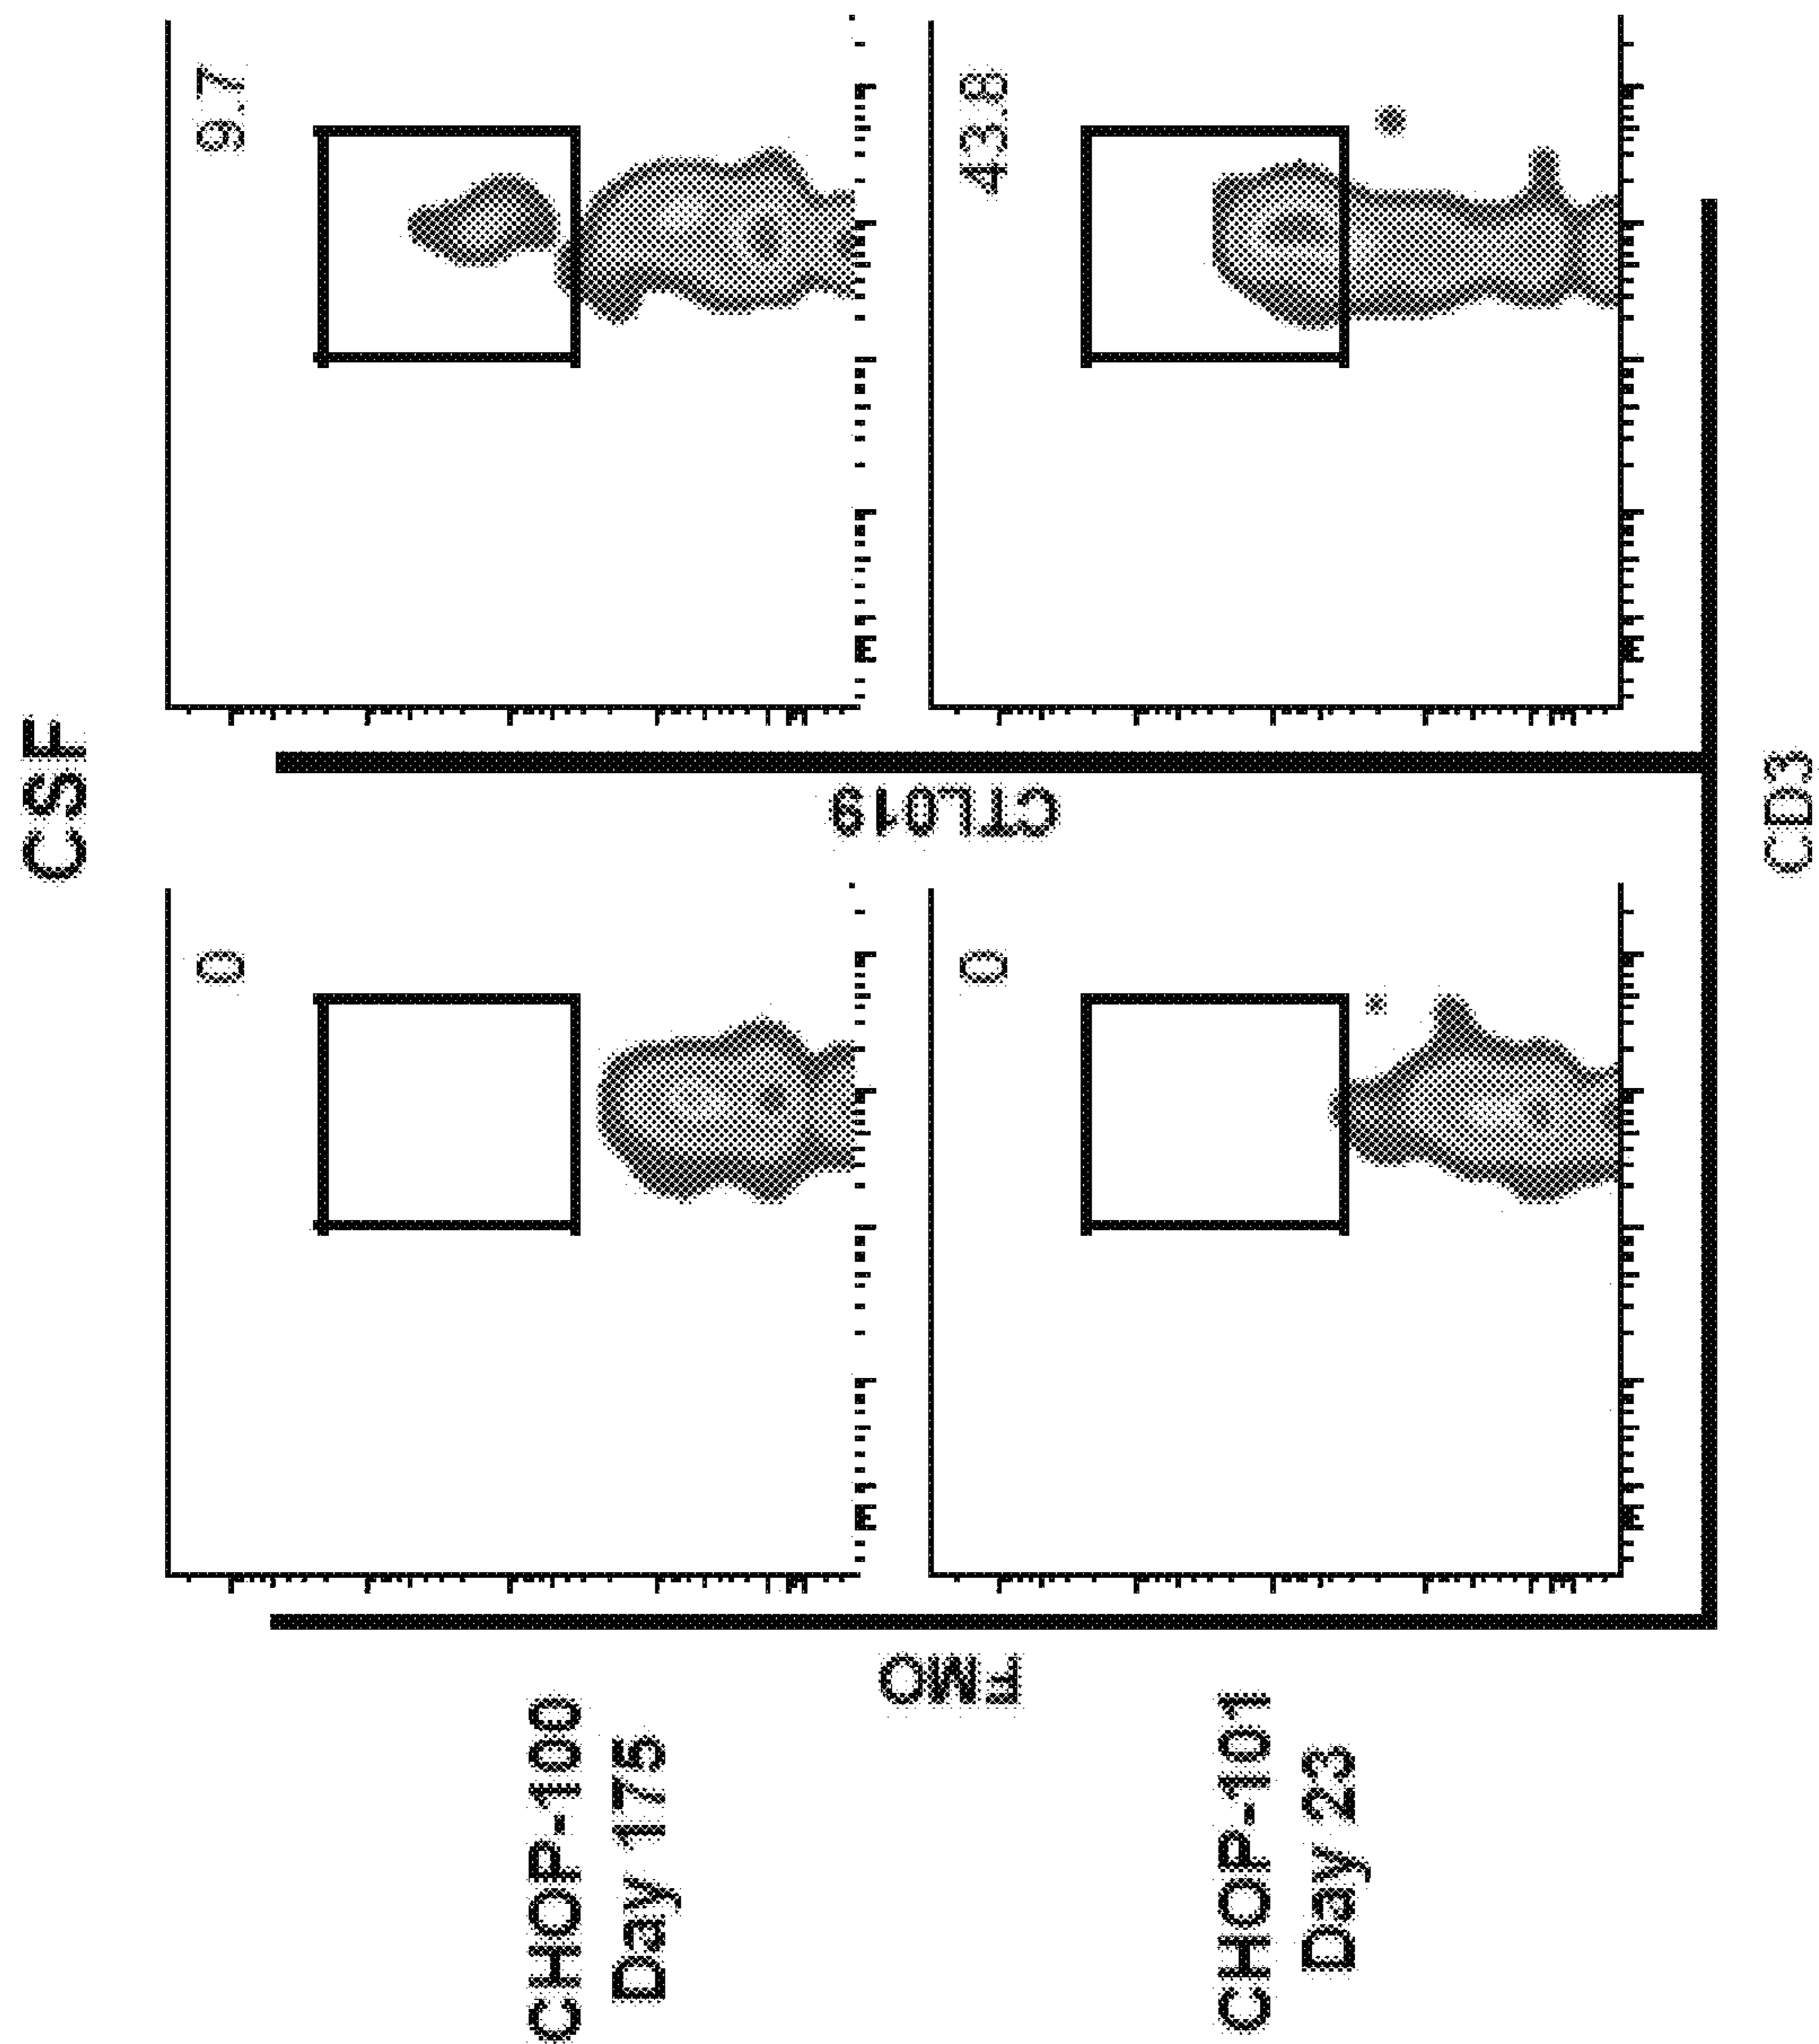 CSF
CHOP-100
Day 175
0
9.7
FMO
CTL019
CHOP-101
Day 23
0
43.8
CD3